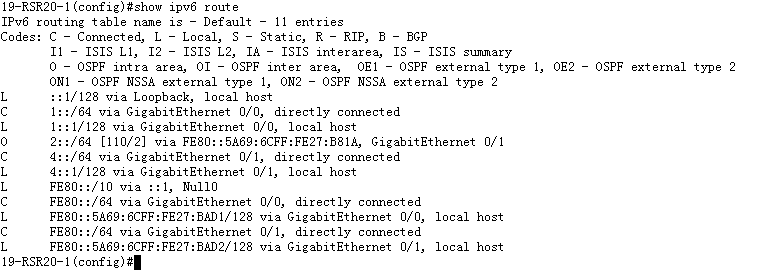 19-RSR20-1(config)#show ipv6 route
IPv6 routing table name is - Default - 11 entries
Codes: C - Connected, L - Local, S - Static, R - RIP, B - BGP
I1 - ISIS L1, I2 - ISIS L2, IA - ISIS interarea, IS - ISIS summary
O - OSPF intra area, OI - OSPF inter area, OE1 - OSPF external type 1, OE2 - OSPF external type 2
ON1 - OSPF NSSA external type 1, ON2 - OSPF NSSA external type 2
L ::1/128 via Loopback, local host
C 1::/64 via GigabitEthernet 0/0, directly connected
L 1::1/128 via GigabitEthernet 0/0, local host
O 2::/64 [110/2] via FE80::5A69:6CFF:FE27:B81A, GigabitEthernet 0/1
C 4::/64 via GigabitEthernet 0/1, directly connected
L 4::1/128 via GigabitEthernet 0/1, local host
L FE80::/10 via ::1, Null0
C FE80::/64 via GigabitEthernet 0/0, directly connected
L FE80::5A69:6CFF:FE27:BAD1/128 via GigabitEthernet 0/0, local host
C FE80::/64 via GigabitEthernet 0/1, directly connected
L FE80::5A69:6CFF:FE27:BAD2/128 via GigabitEthernet 0/1, local host
19-RSR20-1(config)#